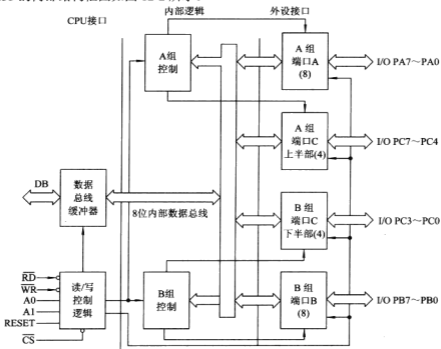 CPU接口
内部逻辑
外设接口
A组
控制
A 组
端口A
(8)
I/O PA7～PA0
A 组
端口C
上半部(4)
I/O PC7～PC4
DB
数据
总线
缓冲器
8位内部数据总线
B 组
端口C
下半部(4)
I/O PC3～PC0
RD
WR
A0
A1
RESET
CS
读/写
控制
逻辑
B组
控制
B 组
端口B
(8)
I/O PB7～PB0